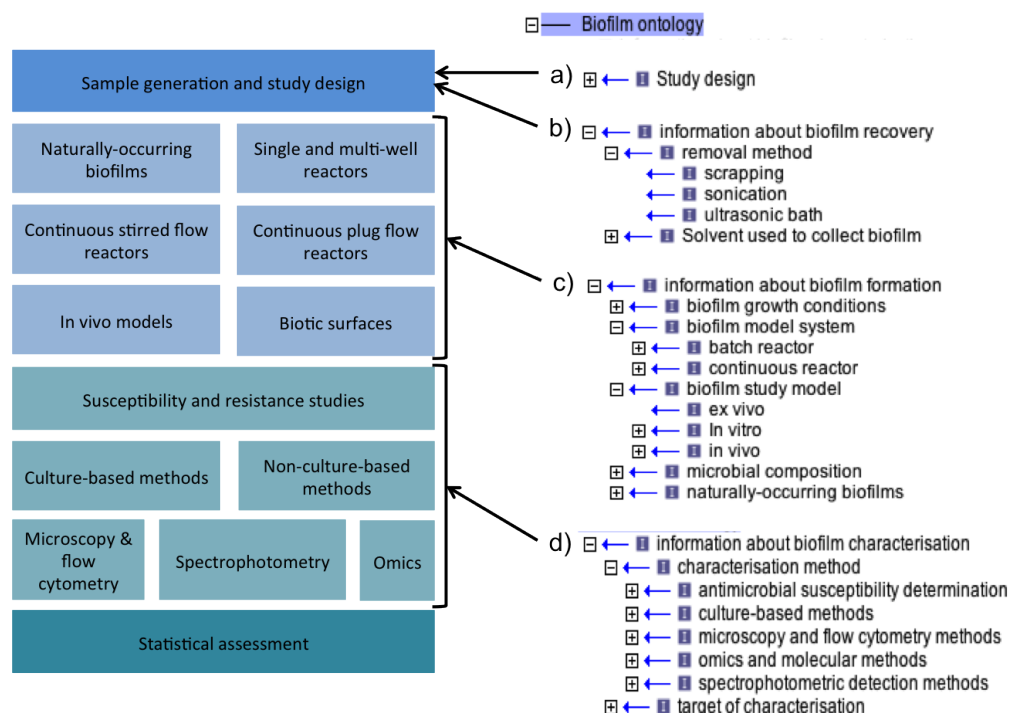 Biofilm ontology
Sample generation and study design
Naturally-occurring
biofilms
Single and multi-well
reactors
Continuous stirred flow
reactors
Continuous plug flow
reactors
In vivo models
Biotic surfaces
Susceptibility and resistance studies
Culture-based methods
Non-culture-based
methods
Microscopy &
flow
cytometry
Spectrophotometry
Omics
Statistical assessment
a)
Study design
b)
information about biofilm recovery
removal method
scrapping
sonication
ultrasonic bath
Solvent used to collect biofilm
c)
information about biofilm formation
biofilm growth conditions
biofilm model system
batch reactor
continuous reactor
biofilm study model
ex vivo
In vitro
in vivo
microbial composition
naturally-occurring biofilms
d)
information about biofilm characterisation
characterisation method
antimicrobial susceptibility determination
culture-based methods
microscopy and flow cytometry methods
omics and molecular methods
spectrophotometric detection methods
target of characterisation